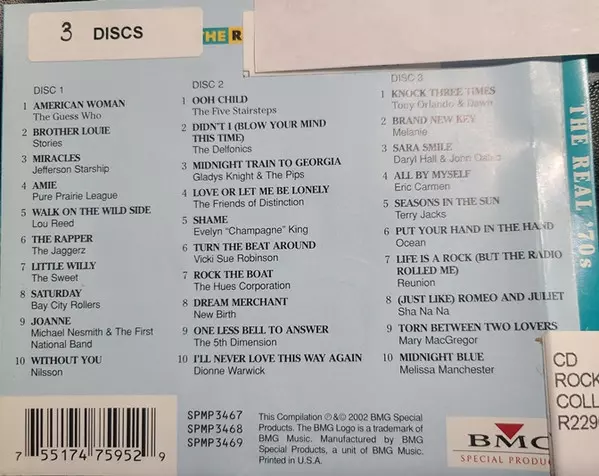 3 DISCS
THE R
DISC 1
1 AMERICAN WOMAN
The Guess Who
2 BROTHER LOUIE
Stories
3 MIRACLES
Jefferson Starship
4 AMIE
Pure Prairie League
5 WALK ON THE WILD SIDE
Lou Reed
6 THE RAPPER
The Jaggerz
7 LITTLE WILLY
The Sweet
8 SATURDAY
Bay City Rollers
9 JOANNE
Michael Nesmith & The First
National Band
10 WITHOUT YOU
Nilsson
DISC 2
1 OOH CHILD
The Five Stairsteps
2 DIDN'T I (BLOW YOUR MIND
THIS TIME)
The Delfonics
3 MIDNIGHT TRAIN TO GEORGIA
Gladys Knight & The Pips
4 LOVE OR LET ME BE LONELY
The Friends of Distinction
5 SHAME
Evelyn "Champagne" King
6 TURN THE BEAT AROUND
Vicki Sue Robinson
7 ROCK THE BOAT
The Hues Corporation
8 DREAM MERCHANT
New Birth
9 ONE LESS BELL TO ANSWER
The 5th Dimension
10 I'LL NEVER LOVE THIS WAY AGAIN
Dionne Warwick
DISC 3
1 KNOCK THREE TIMES
Tony Orlando & Dawn
2 BRAND NEW KEY
Melanie
3 SARA SMILE
Daryl Hall & John Oates
4 ALL BY MYSELF
Eric Carmen
5 SEASONS IN THE SUN
Terry Jacks
6 PUT YOUR HAND IN THE HAND
Ocean
7 LIFE IS A ROCK (BUT THE RADIO
ROLLED ME)
Reunion
8 (JUST LIKE) ROMEO AND JULIET
Sha Na Na
9 TORN BETWEEN TWO LOVERS
Mary MacGregor
10 MIDNIGHT BLUE
Melissa Manchester
THE REAL '70s
7 55174 75952 9
SPMP3467
SPMP3468
SPMP3469
This Compilation ℗&© 2002 BMG Special
Products. The BMG Logo is a trademark of
BMG Music. Manufactured by BMG
Special Products, a unit of BMG Music.
Printed in U.S.A.
BMG
SPECIAL PRODUC
CD
ROCK
COLL
R229